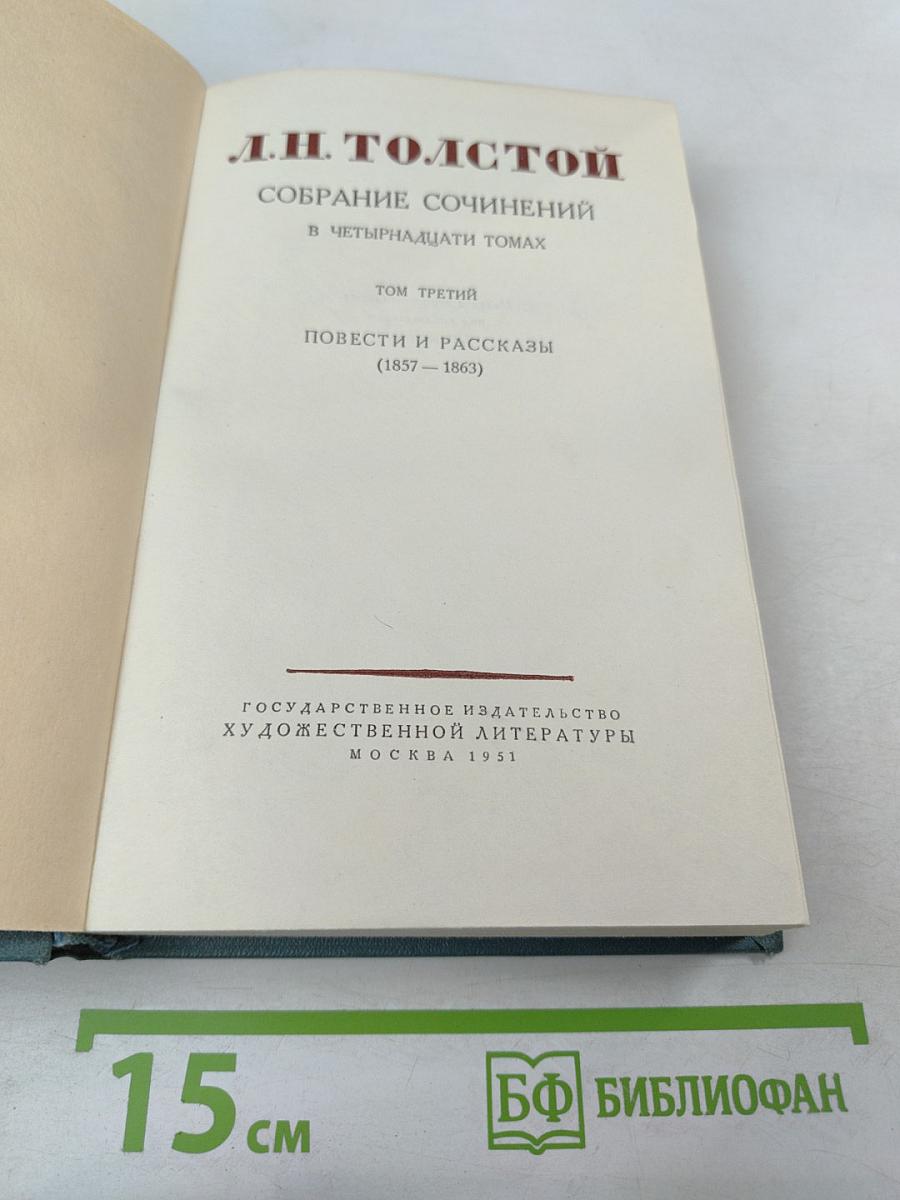 Л.Н. ТОЛСТОЙ
СОБРАНИЕ СОЧИНЕНИЙ
В ЧЕТЫРНАДЦАТИ ТОМАХ
ТОМ ТРЕТИЙ
ПОВЕСТИ И РАССКАЗЫ
(1857 — 1863)
ГОСУДАРСТВЕННОЕ ИЗДАТЕЛЬСТВО
ХУДОЖЕСТВЕННОЙ ЛИТЕРАТУРЫ
МОСКВА 1951
15 см
БФ БИБЛИОФАН